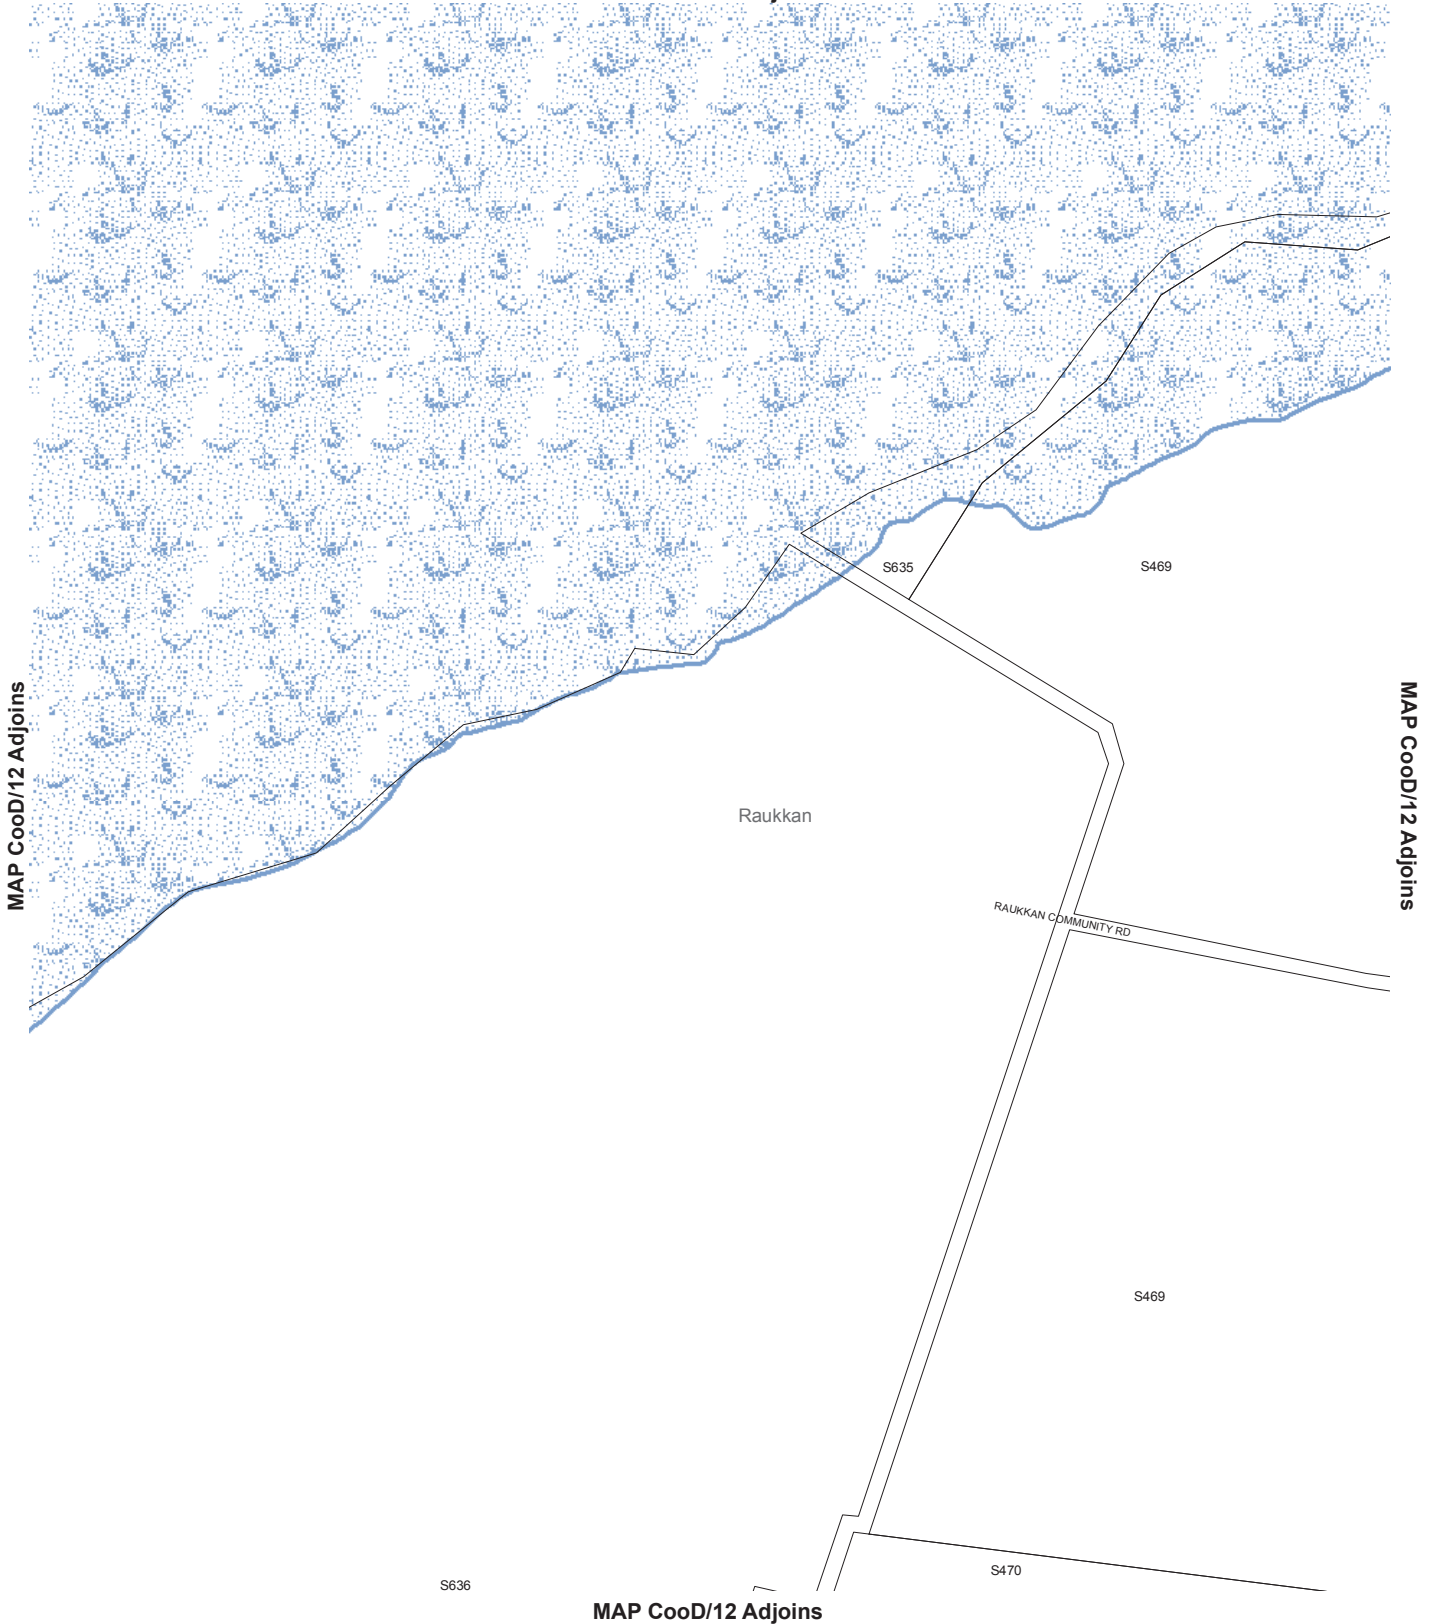 S635
S469
MAP CooD/12 Adjoins
MAP CooD/12 Adjoins
Raukkan
RAUKKAN COMMUNITY RD
S469
S470
S636
MAP CooD/12 Adjoins